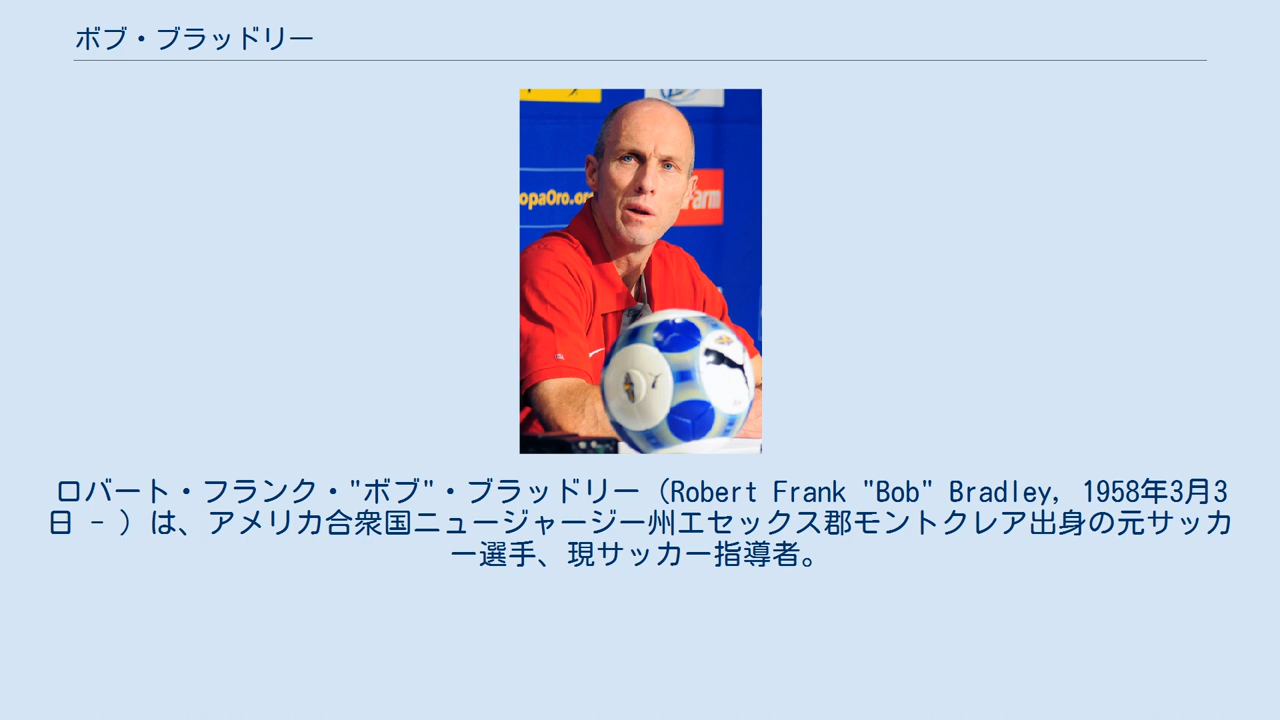 ボブ・ブラッドリー
opaOro.or
Farm
ロバート・フランク・"ボブ"・ブラッドリー（Robert Frank "Bob" Bradley, 1958年3月3
日 - ）は、アメリカ合衆国ニュージャージー州エセックス郡モントクレア出身の元サッカ
ー選手、現サッカー指導者。